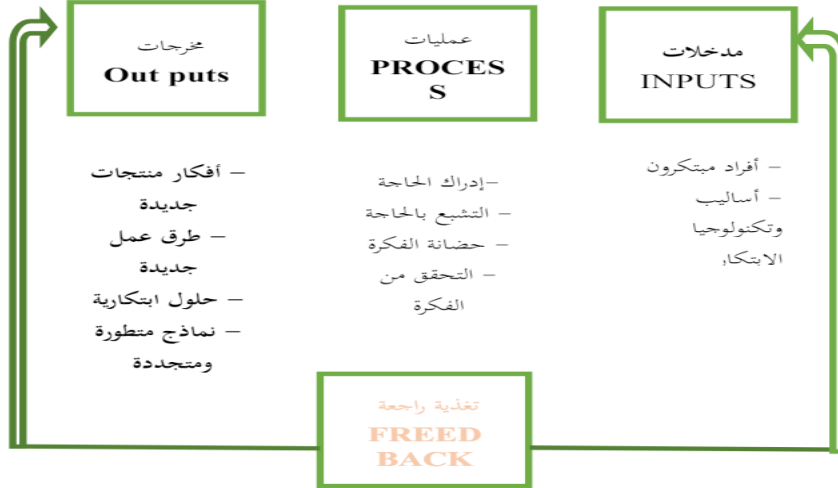 مدخلات
INPUTS
– أفراد مبتكرون
– أساليب
وتكنولوجيا
الابتكار
عمليات
PROCES
S
–إدراك الحاجة
– التشبع بالحاجة
– حضانة الفكرة
– التحقق من
الفكرة
مخرجات
Out puts
– أفكار منتجات
جديدة
– طرق عمل
جديدة
– حلول ابتكارية
– نماذج متطورة
ومتجددة
تغذية راجعة
FREED
BACK